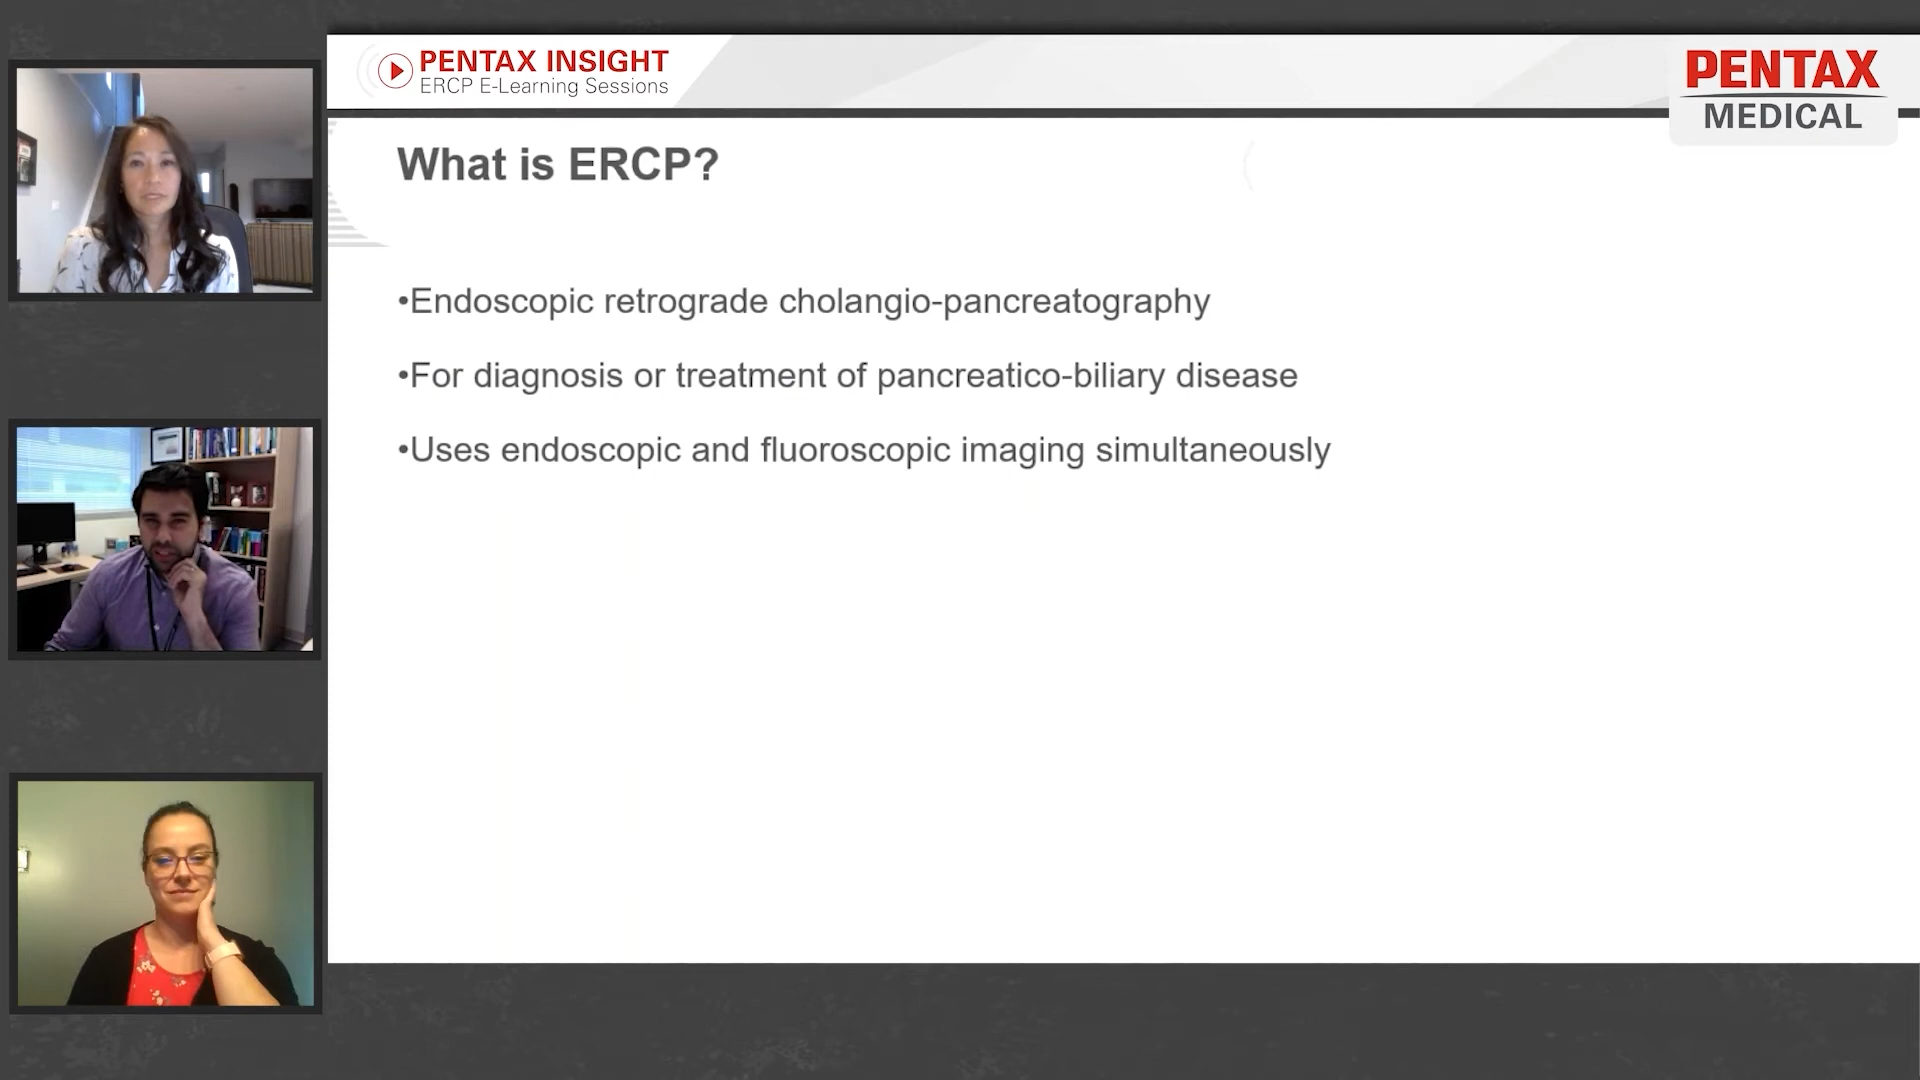 PENTAX INSIGHT
ERCP E-Learning Sessions
PENTAX
MEDICAL
What is ERCP?
•Endoscopic retrograde cholangio-pancreatography
•For diagnosis or treatment of pancreatico-biliary disease
•Uses endoscopic and fluoroscopic imaging simultaneously